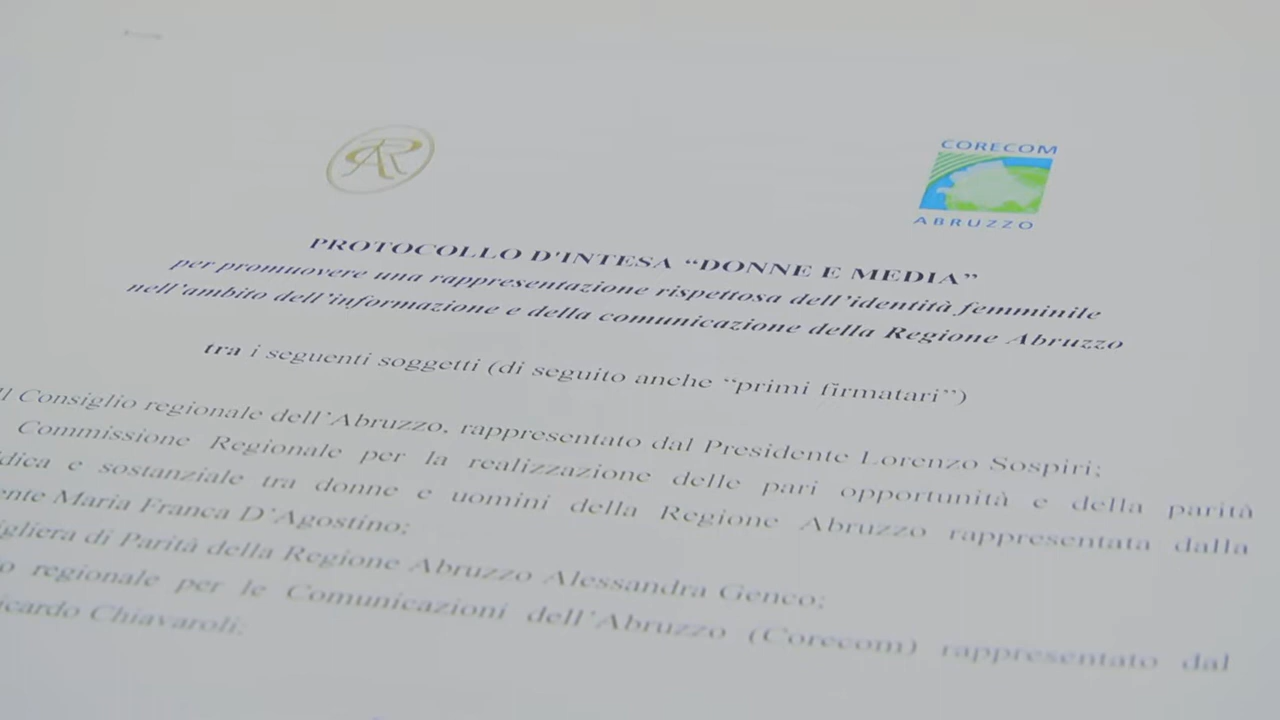 CORECOM
ABRUZZO
PROTOCOLLO D'INTESA “DONNE E MEDIA”
per promuovere una rappresentazione rispettosa dell’identità femminile
nell’ambito dell’informazione e della comunicazione della Regione Abruzzo
tra i seguenti soggetti (di seguito anche “primi firmatari”)
Il Consiglio regionale dell’Abruzzo, rappresentato dal Presidente Lorenzo Sospiri;
Commissione Regionale per la realizzazione delle pari opportunità e della parità
dica e sostanziale tra donne e uomini della Regione Abruzzo rappresentata dalla
ente Maria Franca D’Agostino;
igliera di Parità della Regione Abruzzo Alessandra Genco;
o regionale per le Comunicazioni dell’Abruzzo (Corecom) rappresentato dal
icardo Chiavaroli;